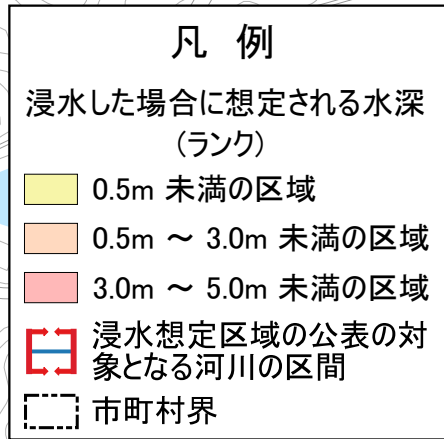 凡 例
浸水した場合に想定される水深
(ランク)
0.5m 未満の区域
0.5m ～ 3.0m 未満の区域
3.0m ～ 5.0m 未満の区域
浸水想定区域の公表の対
象となる河川の区間
市町村界